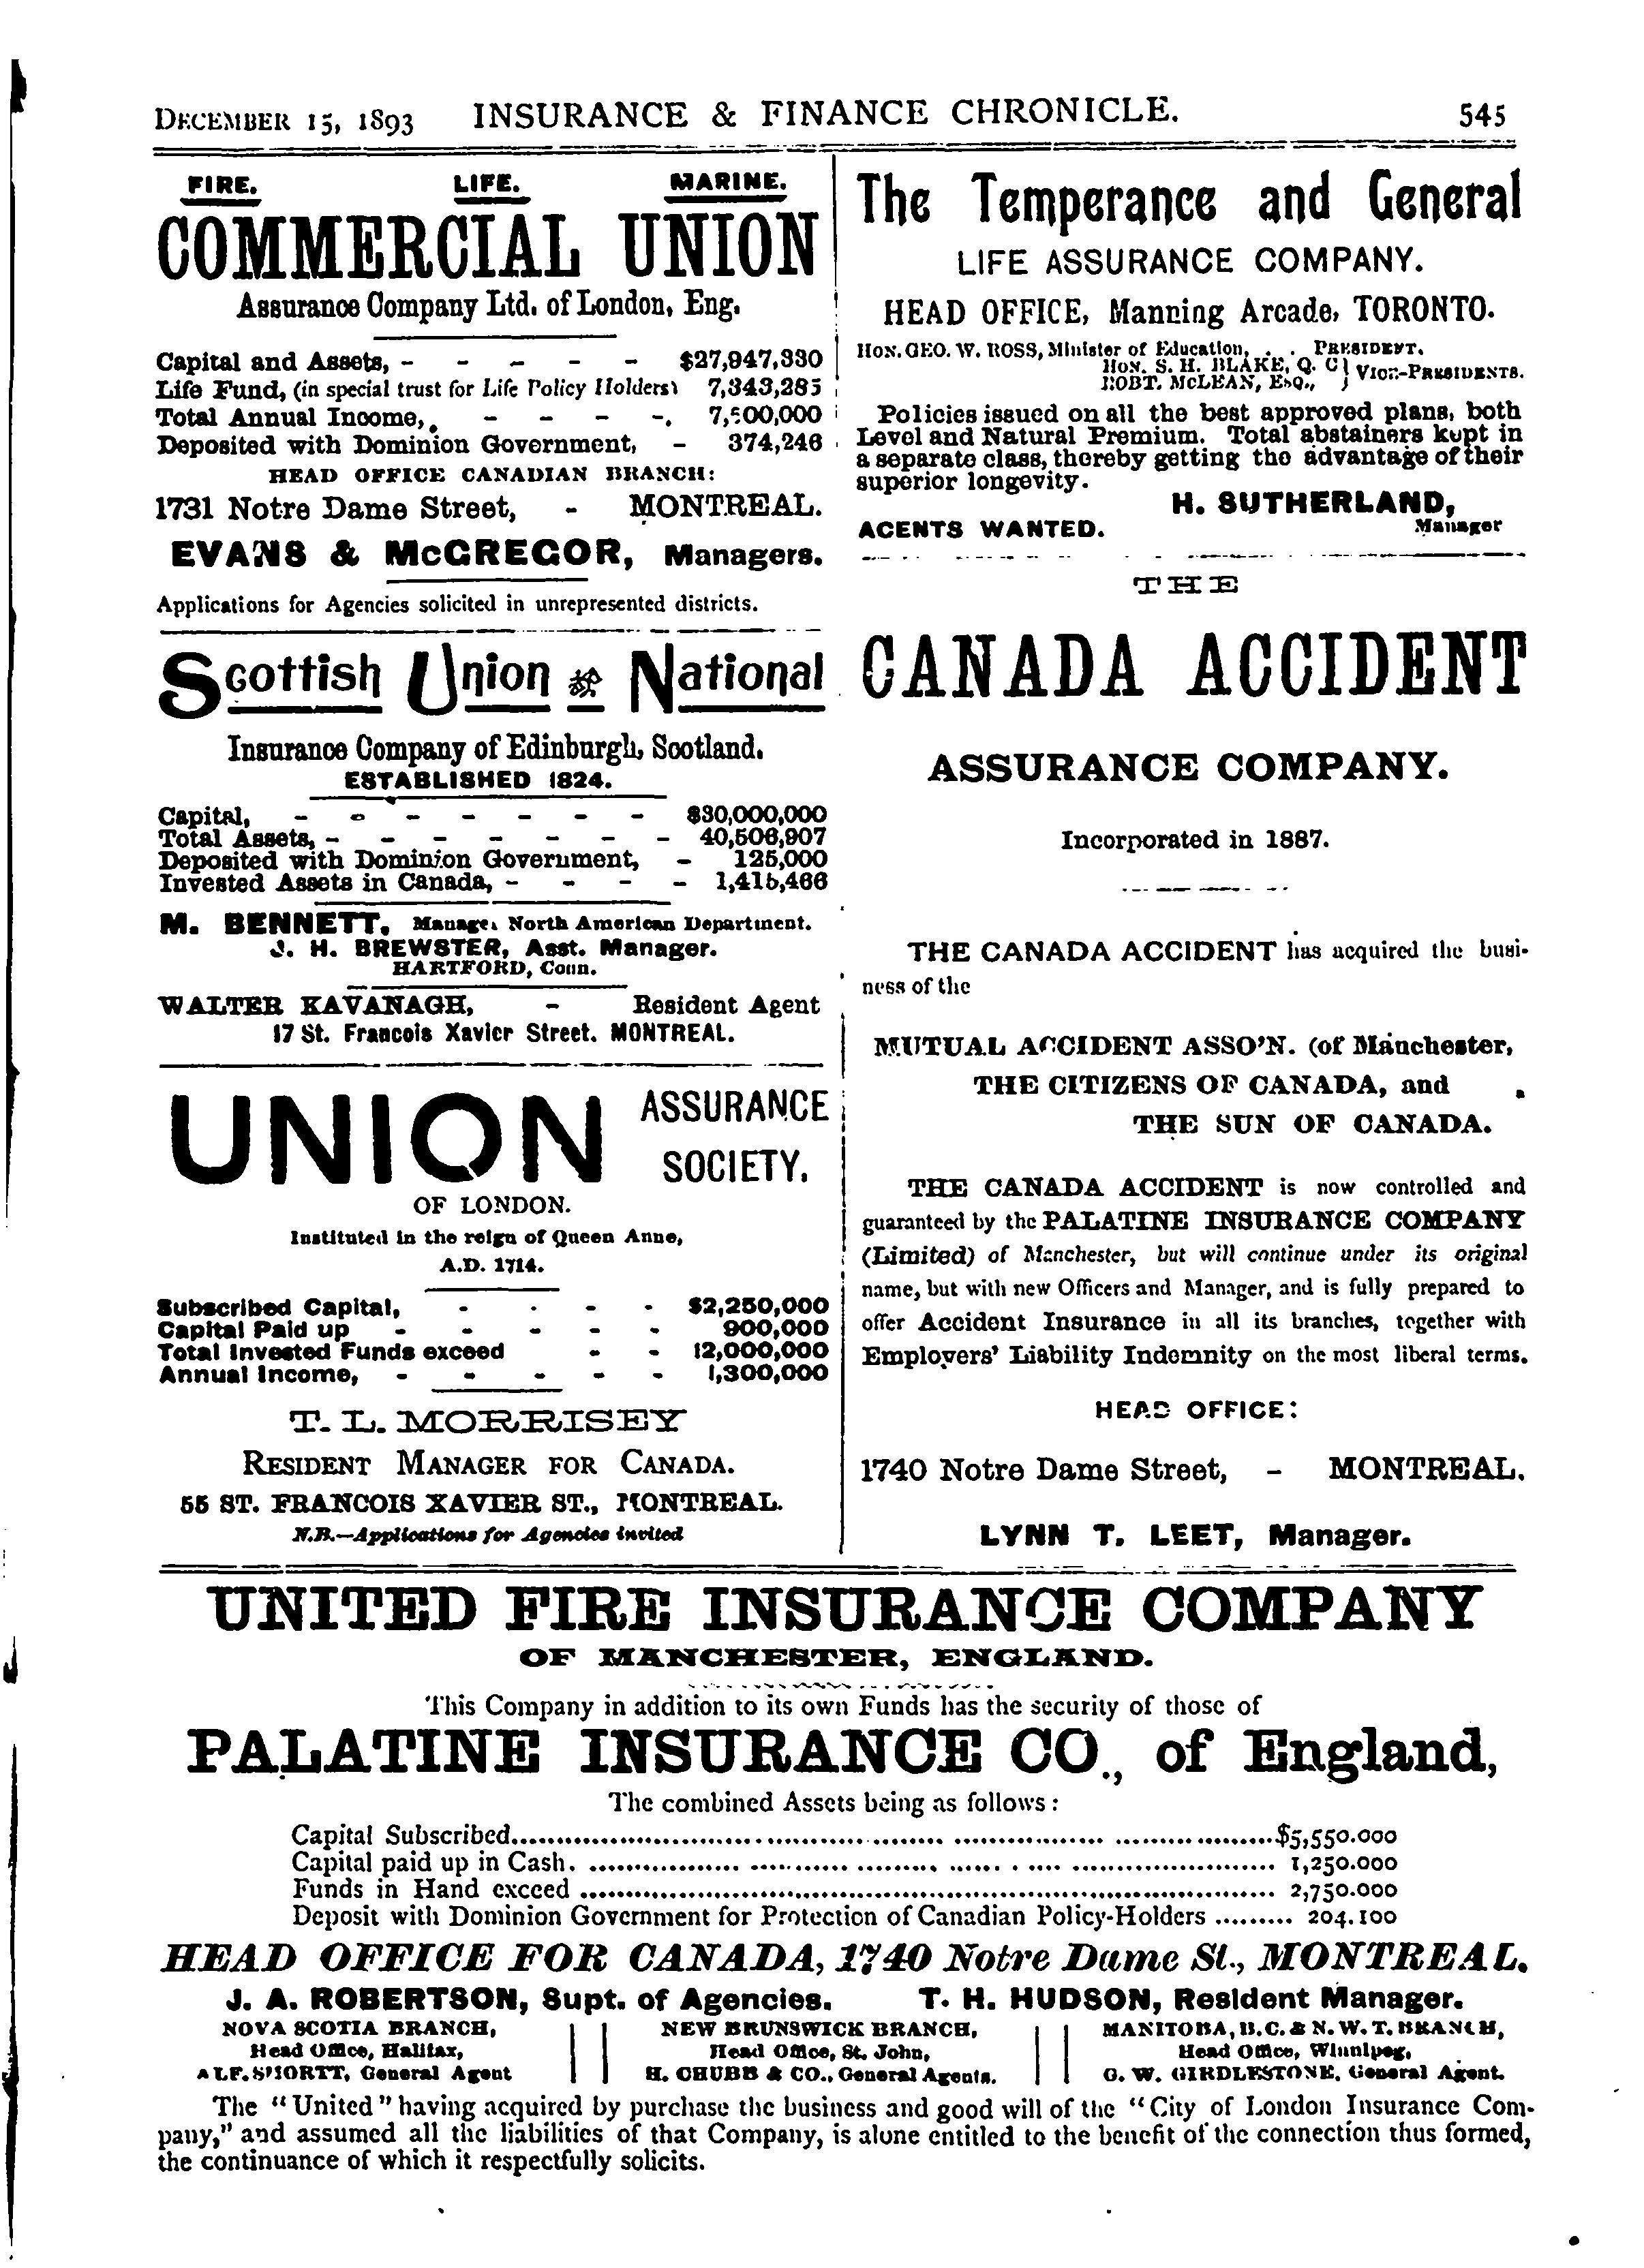 DECEMBER 15, 1893 INSURANCE & FINANCE CHRONICLE. 545
FIRE. LIFE. MARINE.
COMMERCIAL UNION
Assurance Company Ltd. of London, Eng.
Capital and Assets, - - - - - $27,947,330
Life Fund, (in special trust for Life Policy Holders) 7,343,285
Total Annual Income, - - - -. 7,500,000
Deposited with Dominion Government, - 374,246
HEAD OFFICE CANADIAN BRANCH:
1731 Notre Dame Street, - MONTREAL.
EVANS & McGREGOR, Managers.
Applications for Agencies solicited in unrepresented districts.
Scottish Union & National
Insurance Company of Edinburgh, Scotland.
ESTABLISHED 1824.
Capital, - - - - - - - $30,000,000
Total Assets, - - - - - - - 40,506,907
Deposited with Dominion Government, - 125,000
Invested Assets in Canada, - - - - 1,415,466
M. BENNETT, Manager North American Department.
J. H. BREWSTER, Asst. Manager.
HARTFORD, Conn.
WALTER KAVANAGH, - Resident Agent
17 St. Francois Xavier Street. MONTREAL.
UNION ASSURANCE
SOCIETY.
OF LONDON.
Instituted in the reign of Queen Anne,
A.D. 1714.
Subscribed Capital, - - - - $2,250,000
Capital Paid up - - - - - 900,000
Total Invested Funds exceed - - 12,000,000
Annual Income, - - - - - 1,300,000
T. L. MORRISEY
RESIDENT MANAGER FOR CANADA.
55 ST. FRANCOIS XAVIER ST., MONTREAL.
N.B.—Applications for Agencies invited
The Temperance and General
LIFE ASSURANCE COMPANY.
HEAD OFFICE, Manning Arcade, TORONTO.
HON. GEO. W. ROSS, Minister of Education, . . PRESIDENT.
HON. S. H. BLAKE, Q. C. } VICE-PRESIDENTS.
ROBT. McLEAN, ESQ., }
Policies issued on all the best approved plans, both
Level and Natural Premium. Total abstainers kept in
a separate class, thereby getting the advantage of their
superior longevity.
H. SUTHERLAND,
AGENTS WANTED. Manager
THE
CANADA ACCIDENT
ASSURANCE COMPANY.
Incorporated in 1887.
THE CANADA ACCIDENT has acquired the busi-
ness of the
MUTUAL ACCIDENT ASSO'N. (of Manchester,
THE CITIZENS OF CANADA, and
THE SUN OF CANADA.
THE CANADA ACCIDENT is now controlled and
guaranteed by the PALATINE INSURANCE COMPANY
(Limited) of Manchester, but will continue under its original
name, but with new Officers and Manager, and is fully prepared to
offer Accident Insurance in all its branches, together with
Employers' Liability Indemnity on the most liberal terms.
HEAD OFFICE:
1740 Notre Dame Street, - MONTREAL.
LYNN T. LEET, Manager.
UNITED FIRE INSURANCE COMPANY
OF MANCHESTER, ENGLAND.
This Company in addition to its own Funds has the security of those of
PALATINE INSURANCE CO., of England,
The combined Assets being as follows:
Capital Subscribed........ $5,550.000
Capital paid up in Cash. ........ 1,250.000
Funds in Hand exceed ........ 2,750.000
Deposit with Dominion Government for Protection of Canadian Policy-Holders ......... 204.100
HEAD OFFICE FOR CANADA, 1740 Notre Dame St., MONTREAL.
J. A. ROBERTSON, Supt. of Agencies. T. H. HUDSON, Resident Manager.
NOVA SCOTIA BRANCH,
Head Office, Halifax,
ALF. SHORTT, General Agent
NEW BRUNSWICK BRANCH,
Head Office, St. John,
H. CHUBB & CO., General Agents.
MANITOBA, B.C. & N. W. T. BRANCH,
Head Office, Winnipeg,
G. W. GIRDLESTONE, General Agent.
The "United" having acquired by purchase the business and good will of the "City of London Insurance Com-
pany," and assumed all the liabilities of that Company, is alone entitled to the benefit of the connection thus formed,
the continuance of which it respectfully solicits.